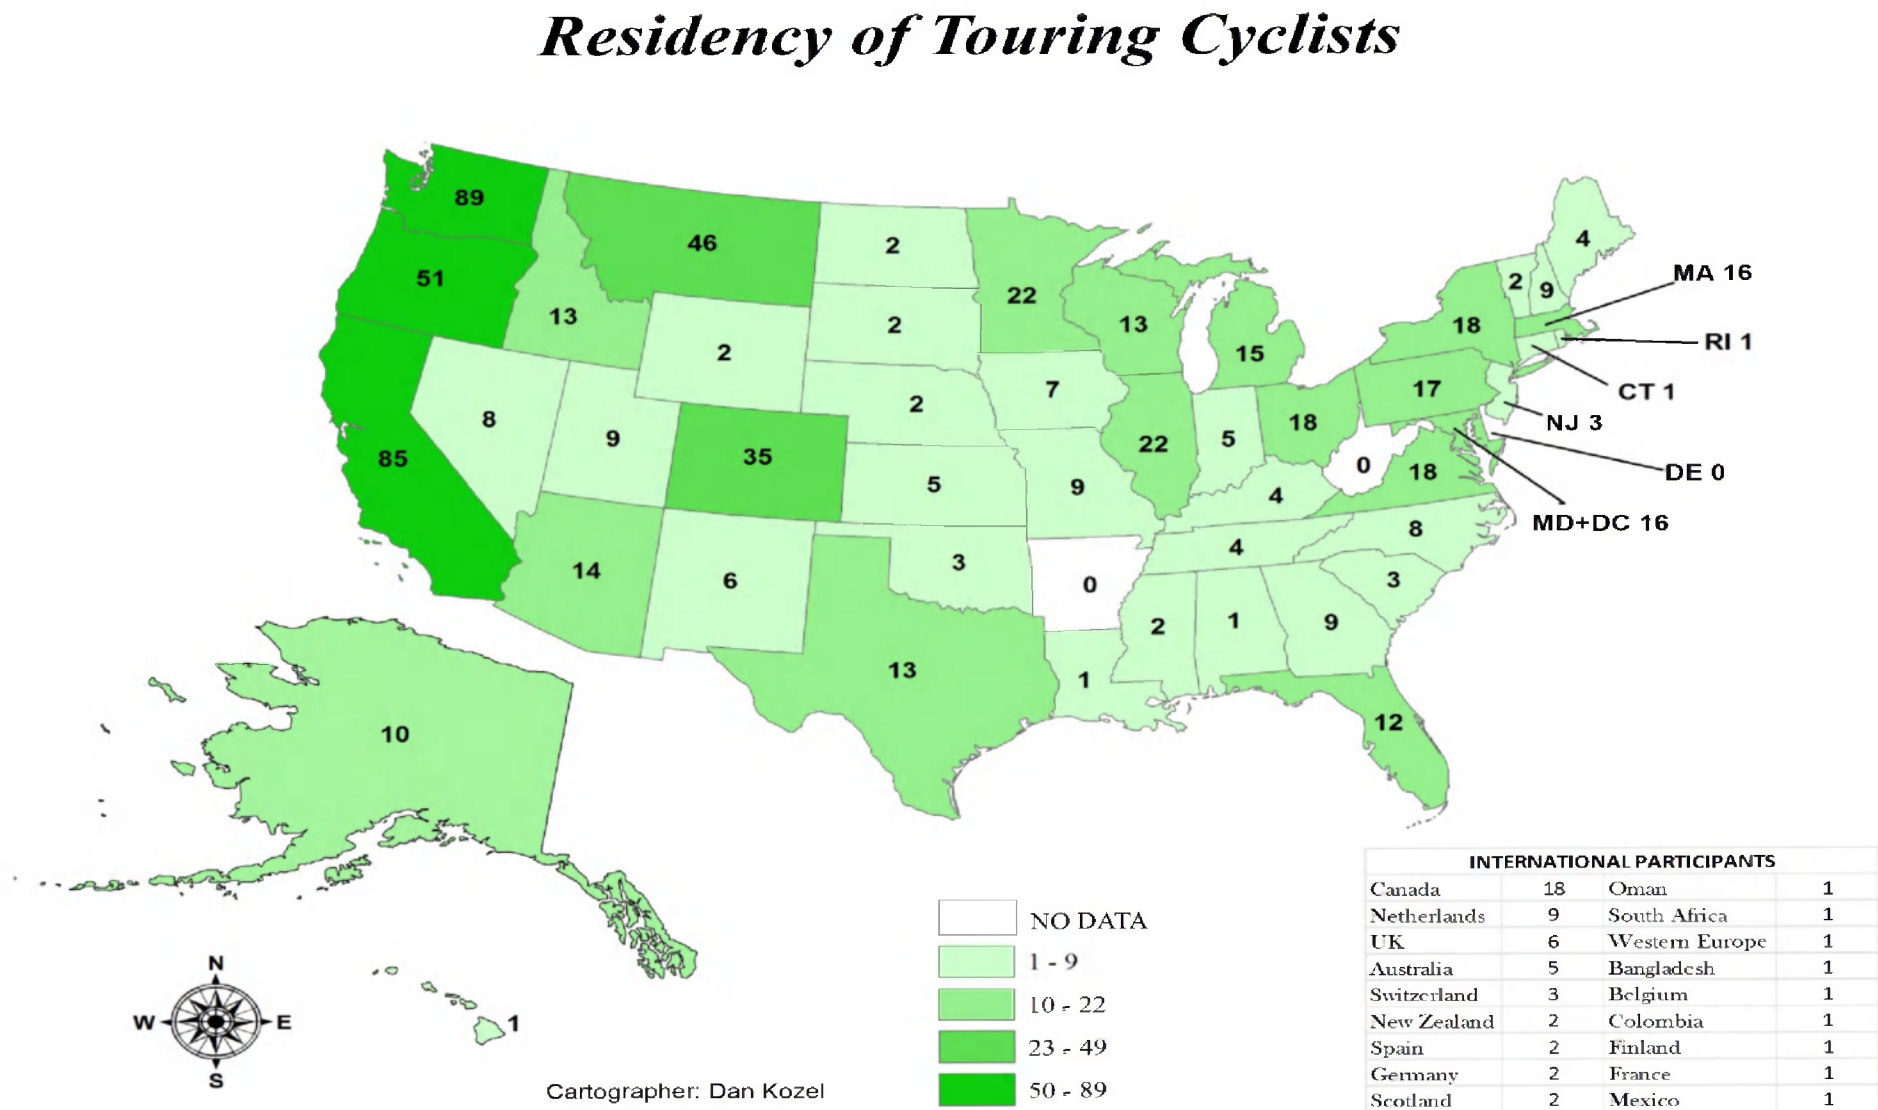 Residency of Touring Cyclists
89
46
2
4
51
MA 16
2
9
22
13
2
13
18
RI 1
2
15
7
17
CT 1
2
8
18
NJ 3
9
22
5
35
85
0
18
DE 0
5
9
4
MD+DC 16
8
4
3
14
6
0
3
2
1
9
13
1
12
10
INTERNATIONAL PARTICIPANTS
Canada 18 Oman 1
Netherlands 9 South Africa 1
UK 6 Western Europe 1
Australia 5 Bangladesh 1
Switzerland 3 Belgium 1
New Zealand 2 Colombia 1
Spain 2 Finland 1
Germany 2 France 1
Scotland 2 Mexico 1
NO DATA
1 - 9
10 - 22
23 - 49
50 - 89
N
W E
S
1
Cartographer: Dan Kozel